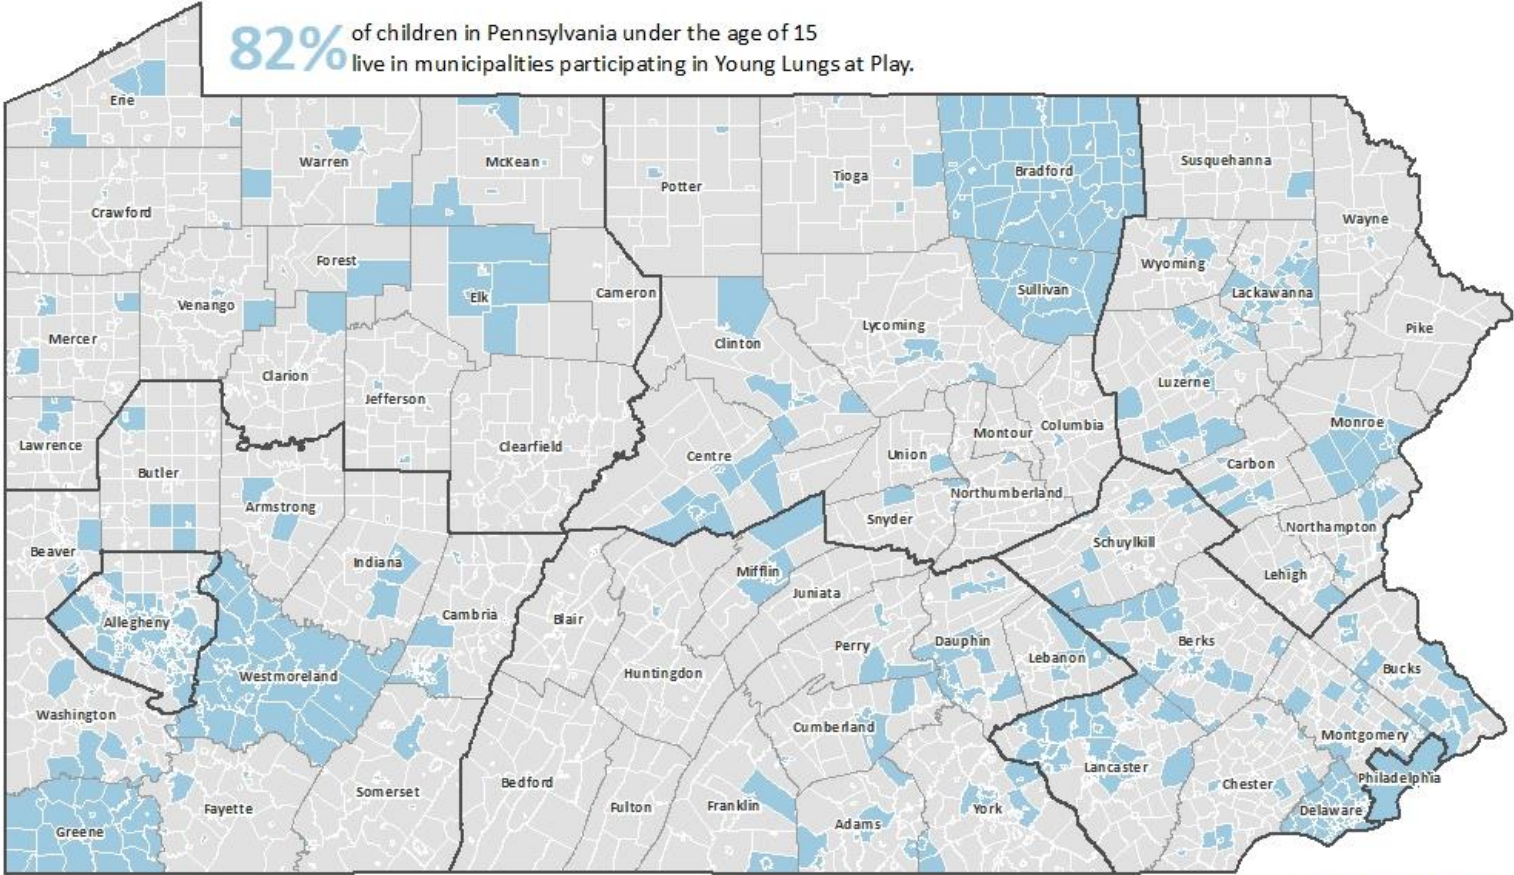 82% of children in Pennsylvania under the age of 15
live in municipalities participating in Young Lungs at Play.
Erie
Warren
McKean
Potter
Tioga
Bradford
Susquehanna
Wayne
Crawford
Forest
Elk
Cameron
Sullivan
Wyoming
Lackawanna
Pike
Venango
Mercer
Clinton
Lycoming
Luzerne
Clarion
Jefferson
Clearfield
Centre
Union
Montour
Columbia
Monroe
Carbon
Lawrence
Butler
Armstrong
Snyder
Northumberland
Northampton
Schuylkill
Lehigh
Beaver
Indiana
Mifflin
Juniata
Allegheny
Cambria
Blair
Perry
Dauphin
Lebanon
Berks
Bucks
Westmoreland
Huntingdon
Washington
Cumberland
Montgomery
Lancaster
Chester
Philadelphia
Delaware
Greene
Fayette
Somerset
Bedford
Fulton
Franklin
Adams
York